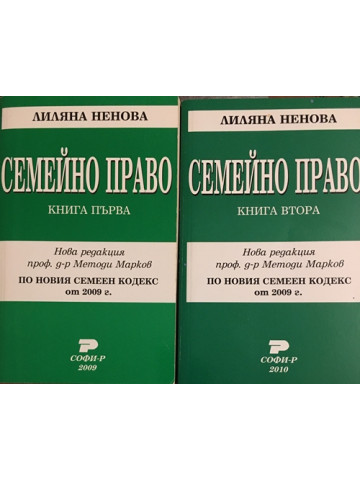 ЛИЛЯНА НЕНОВА
СЕМЕЙНО ПРАВО
КНИГА ПЪРВА
Нова редакция
проф. д-р Методи Марков
ПО НОВИЯ СЕМЕЕН КОДЕКС
от 2009 г.
СОФИ-Р
2009
ЛИЛЯНА НЕНОВА
СЕМЕЙНО ПРАВО
КНИГА ВТОРА
Нова редакция
проф. д-р Методи Марков
ПО НОВИЯ СЕМЕЕН КОДЕКС
от 2009 г.
СОФИ-Р
2010